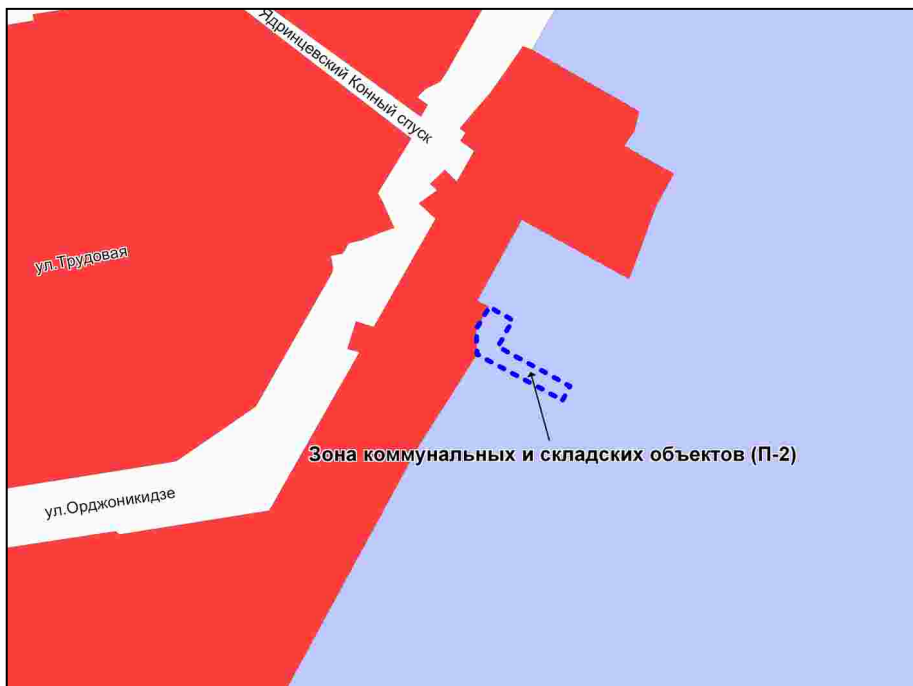 Ядринцевский Конный спуск
ул.Трудовая
Зона коммунальных и складских объектов (П-2)
ул.Орджоникидзе